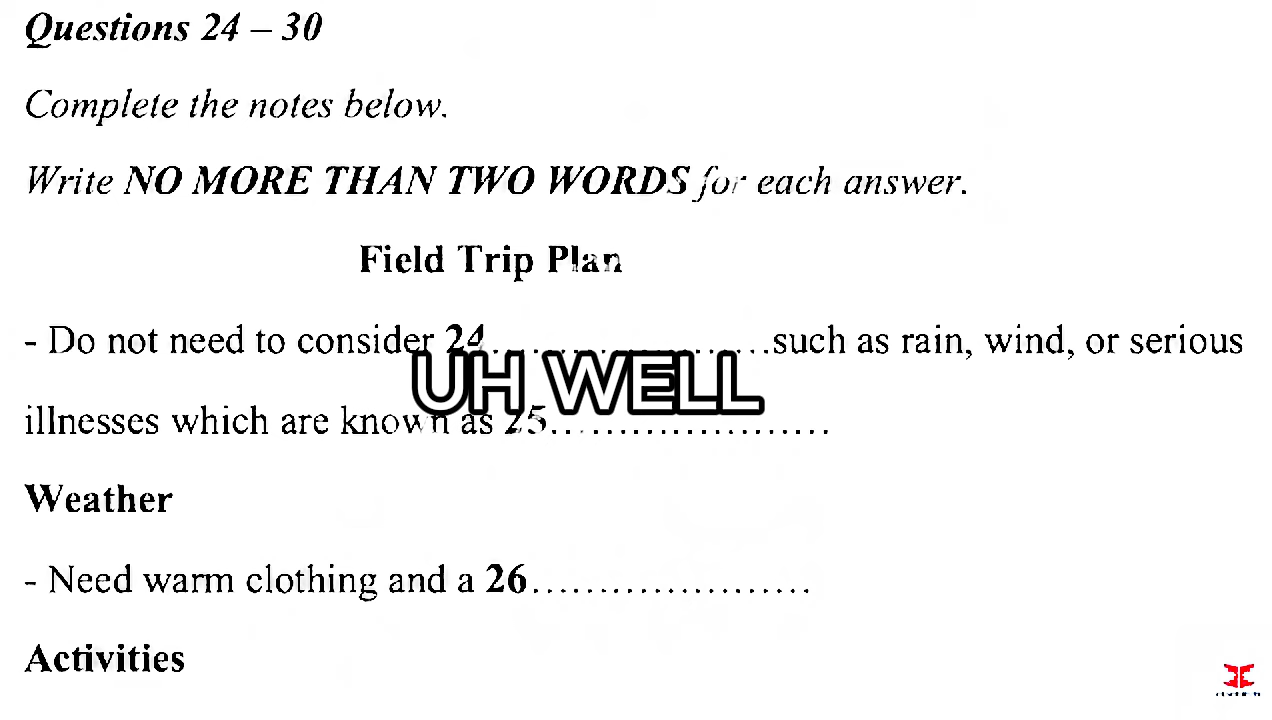 Questions 24 – 30
Complete the notes below.
Write NO MORE THAN TWO WORDS for each answer.
Field Trip Plan
- Do not need to consider 24.....................such as rain, wind, or serious
UH WELL
illnesses which are known as 25.....................
Weather
- Need warm clothing and a 26.....................
Activities